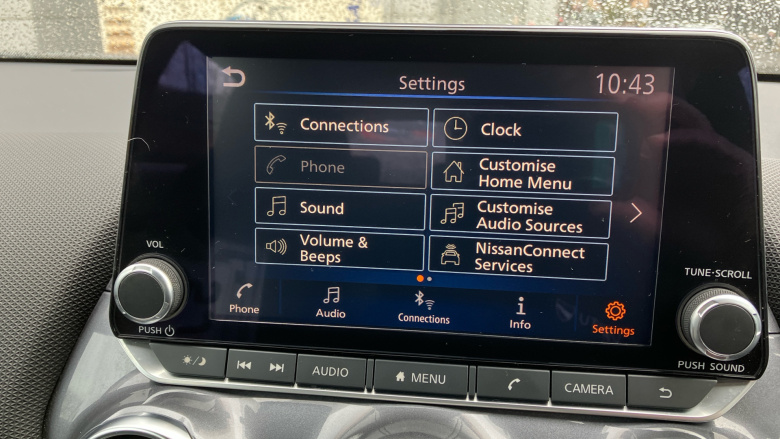 Settings
10:43
Connections
Clock
Phone
Customise
Home Menu
Sound
Customise
Audio Sources
Volume &
Beeps
NissanConnect
Services
Phone
Audio
Connections
Info
Settings
VOL
PUSH
TUNE·SCROLL
PUSH SOUND
AUDIO
MENU
CAMERA